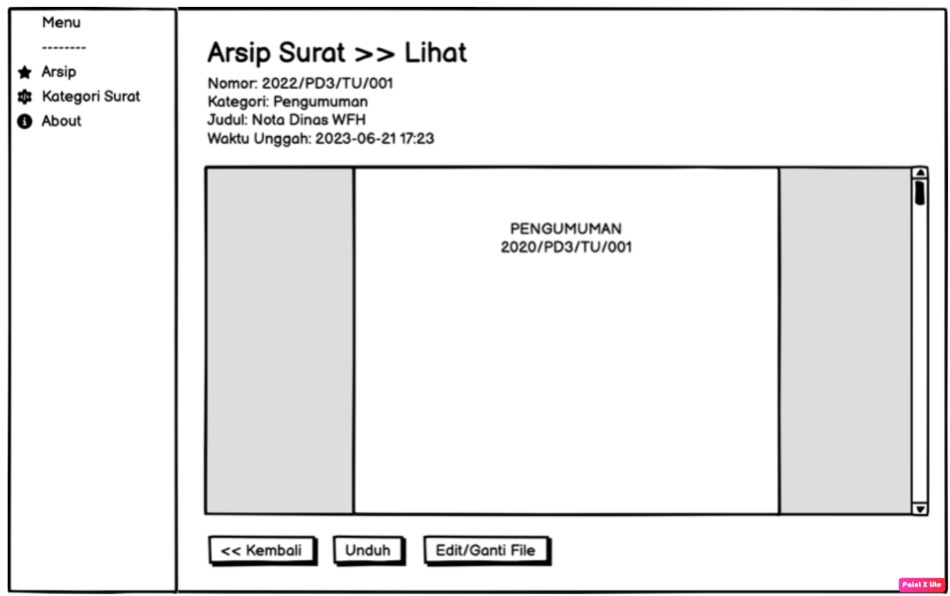 Menu
--------
Arsip
Kategori Surat
About
Arsip Surat >> Lihat
Nomor: 2022/PD3/TU/001
Kategori: Pengumuman
Judul: Nota Dinas WFH
Waktu Unggah: 2023-06-21 17:23
PENGUMUMAN
2020/PD3/TU/001
<< Kembali
Unduh
Edit/Ganti File
Paint X Lite